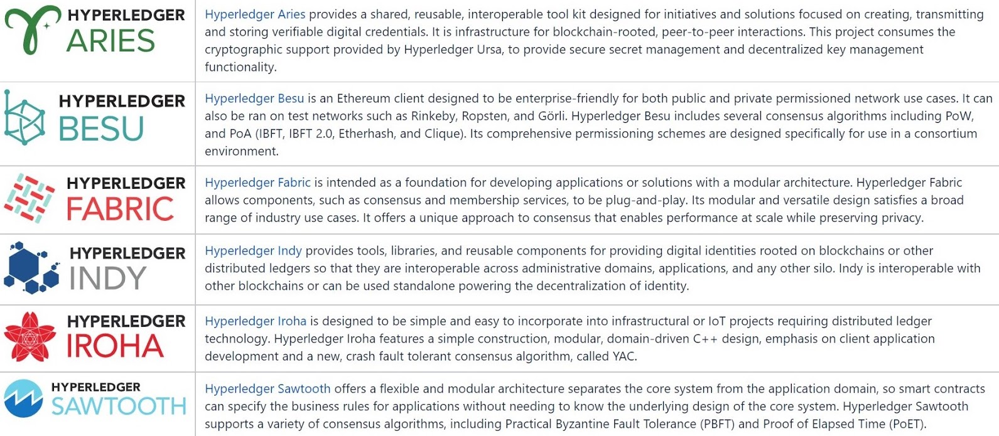 HYPERLEDGER
ARIES
Hyperledger Aries provides a shared, reusable, interoperable tool kit designed for initiatives and solutions focused on creating, transmitting
and storing verifiable digital credentials. It is infrastructure for blockchain-rooted, peer-to-peer interactions. This project consumes the
cryptographic support provided by Hyperledger Ursa, to provide secure secret management and decentralized key management
functionality.
HYPERLEDGER
BESU
Hyperledger Besu is an Ethereum client designed to be enterprise-friendly for both public and private permissioned network use cases. It can
also be ran on test networks such as Rinkeby, Ropsten, and Görli. Hyperledger Besu includes several consensus algorithms including PoW,
and PoA (IBFT, IBFT 2.0, Etherhash, and Clique). Its comprehensive permissioning schemes are designed specifically for use in a consortium
environment.
HYPERLEDGER
FABRIC
Hyperledger Fabric is intended as a foundation for developing applications or solutions with a modular architecture. Hyperledger Fabric
allows components, such as consensus and membership services, to be plug-and-play. Its modular and versatile design satisfies a broad
range of industry use cases. It offers a unique approach to consensus that enables performance at scale while preserving privacy.
HYPERLEDGER
INDY
Hyperledger Indy provides tools, libraries, and reusable components for providing digital identities rooted on blockchains or other
distributed ledgers so that they are interoperable across administrative domains, applications, and any other silo. Indy is interoperable with
other blockchains or can be used standalone powering the decentralization of identity.
HYPERLEDGER
IROHA
Hyperledger Iroha is designed to be simple and easy to incorporate into infrastructural or IoT projects requiring distributed ledger
technology. Hyperledger Iroha features a simple construction, modular, domain-driven C++ design, emphasis on client application
development and a new, crash fault tolerant consensus algorithm, called YAC.
HYPERLEDGER
SAWTOOTH
Hyperledger Sawtooth offers a flexible and modular architecture separates the core system from the application domain, so smart contracts
can specify the business rules for applications without needing to know the underlying design of the core system. Hyperledger Sawtooth
supports a variety of consensus algorithms, including Practical Byzantine Fault Tolerance (PBFT) and Proof of Elapsed Time (PoET).